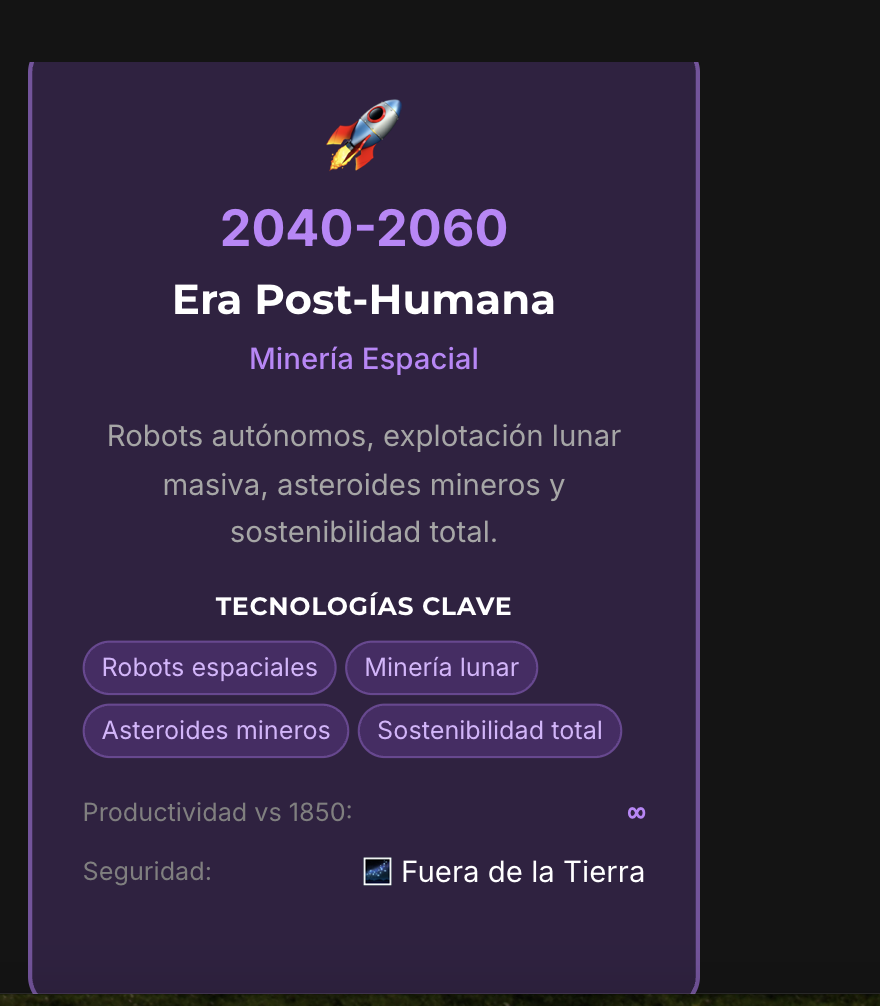 2040-2060
Era Post-Humana
Minería Espacial
Robots autónomos, explotación lunar
masiva, asteroides mineros y
sostenibilidad total.
TECNOLOGÍAS CLAVE
Robots espaciales Minería lunar
Asteroides mineros Sostenibilidad total
Productividad vs 1850: ∞
Seguridad: 🌌 Fuera de la Tierra